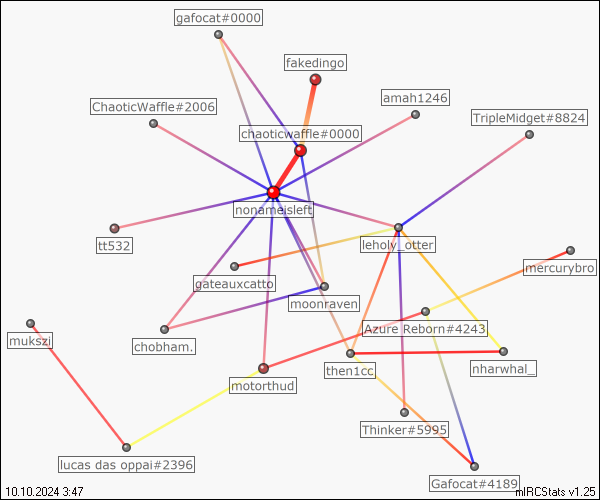 gafocat#0000
fakedingo
ChaoticWaffle#2006
amah1246
TripleMidget#8824
chaoticwaffle#0000
nonameisleft
tt532
leholy_otter
mercurybro
gateauxcatto
moonraven
Azure Reborn#4243
mukszi
chobham.
then1cc
nharwhal_
motorthud
Thinker#5995
lucas das oppai#2396
Gafocat#4189
10.10.2024 3:47
mIRCStats v1.25